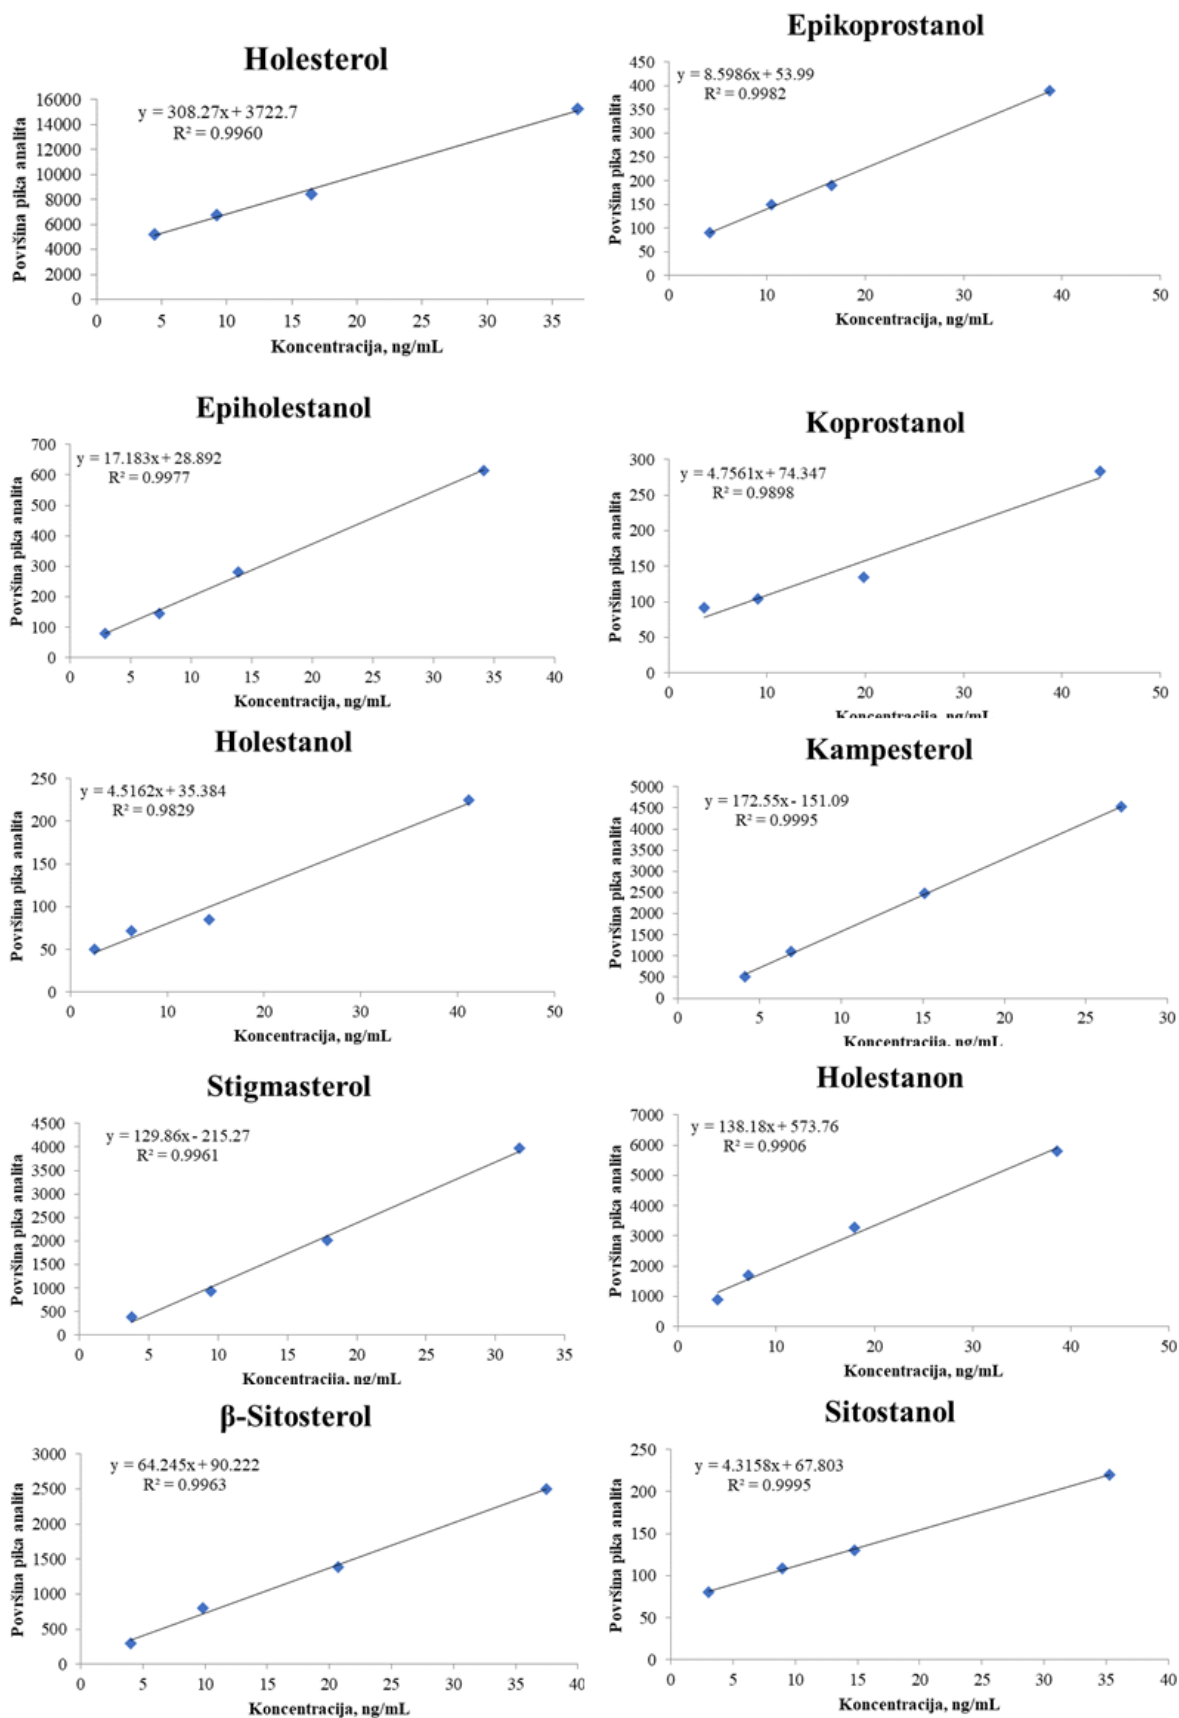 Holesterol
y = 308.27x + 3722.7
R² = 0.9960
Površina pika analita
16000
14000
12000
10000
8000
6000
4000
2000
0
0 5 10 15 20 25 30 35
Koncentracija, ng/mL
Epikoprostanol
y = 8.5986x + 53.99
R² = 0.9982
Površina pika analita
450
400
350
300
250
200
150
100
50
0
0 10 20 30 40 50
Koncentracija, ng/mL
Epiholestanol
y = 17.183x + 28.892
R² = 0.9977
Površina pika analita
700
600
500
400
300
200
100
0
0 5 10 15 20 25 30 35 40
Koncentracija, ng/mL
Koprostanol
y = 4.7561x + 74.347
R² = 0.9898
Površina pika analita
300
250
200
150
100
50
0
0 10 20 30 40 50
Koncentracija, ng/mL
Holestanol
y = 4.5162x + 35.384
R² = 0.9829
Površina pika analita
250
200
150
100
50
0
0 10 20 30 40 50
Koncentracija, ng/mL
Kampesterol
y = 172.55x - 151.09
R² = 0.9995
Površina pika analita
5000
4500
4000
3500
3000
2500
2000
1500
1000
500
0
0 5 10 15 20 25 30
Koncentracija, ng/mL
Stigmasterol
y = 129.86x - 215.27
R² = 0.9961
Površina pika analita
4500
4000
3500
3000
2500
2000
1500
1000
500
0
0 5 10 15 20 25 30 35
Koncentracija, ng/mL
Holestanon
y = 138.18x + 573.76
R² = 0.9906
Površina pika analita
7000
6000
5000
4000
3000
2000
1000
0
0 10 20 30 40 50
Koncentracija, ng/mL
β-Sitosterol
y = 64.245x + 90.222
R² = 0.9963
Površina pika analita
3000
2500
2000
1500
1000
500
0
0 5 10 15 20 25 30 35 40
Koncentracija, ng/mL
Sitostanol
y = 4.3158x + 67.803
R² = 0.9995
Površina pika analita
250
200
150
100
50
0
0 5 10 15 20 25 30 35 40
Koncentracija, ng/mL